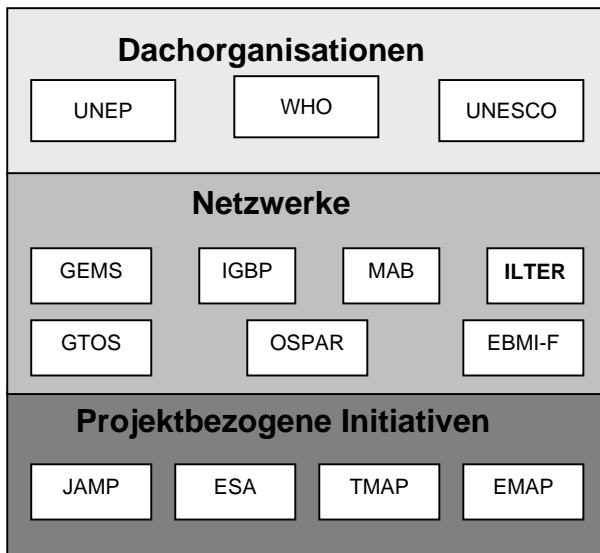 Dachorganisationen
UNEP WHO UNESCO
Netzwerke
GEMS IGBP MAB ILTER
GTOS OSPAR EBMI-F
Projektbezogene Initiativen
JAMP ESA TMAP EMAP